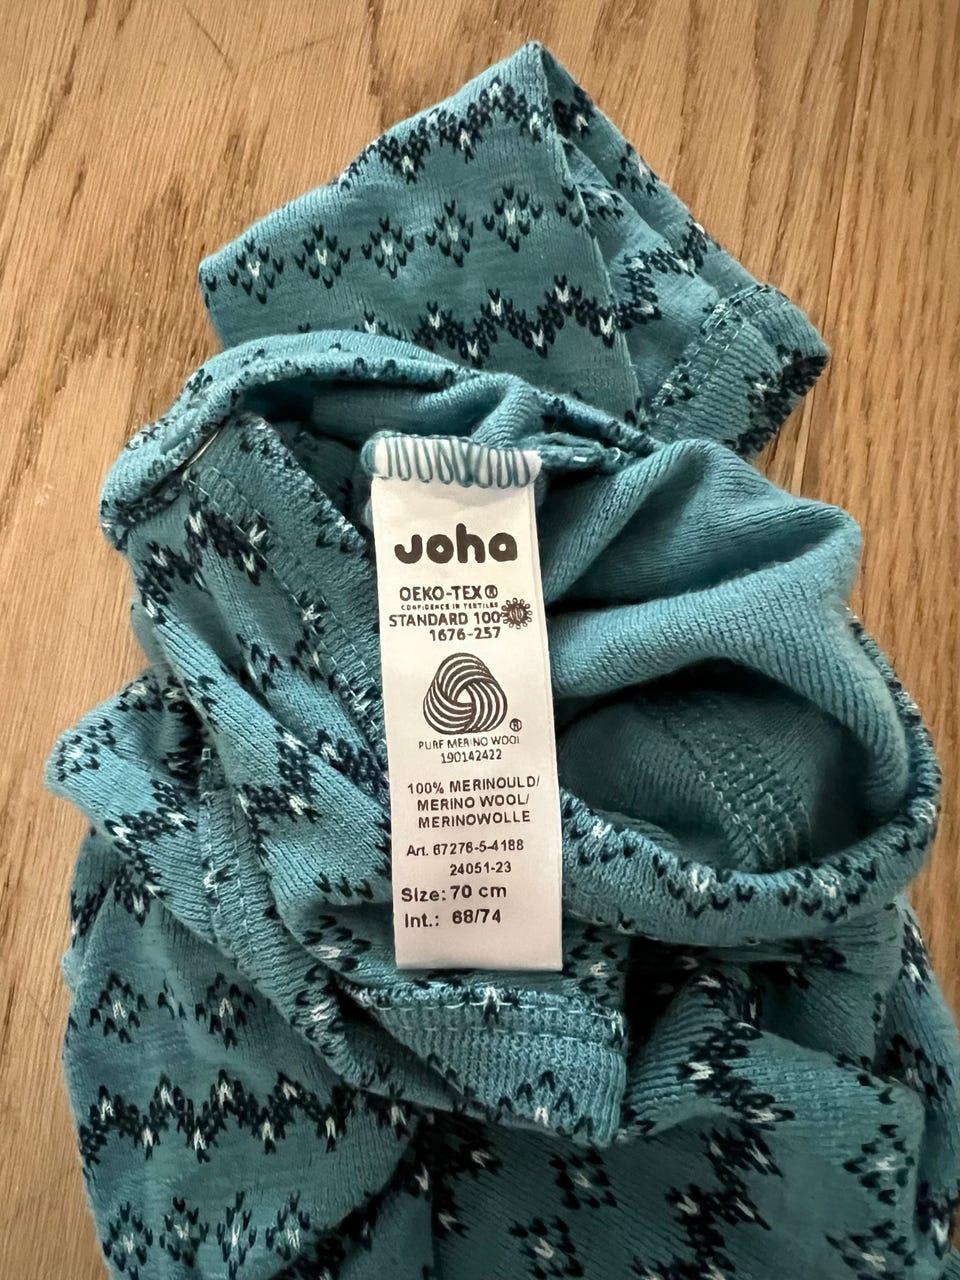 Joha
OEKO-TEX®
CONFIDENCE IN TEXTILES
STANDARD 100
1676-257
®
PURE MERINO WOOL
190142422
100% MERINOULD/
MERINO WOOL/
MERINOWOLLE
Art. 67276-5-4188
24051-23
Size: 70 cm
Int.: 68/74